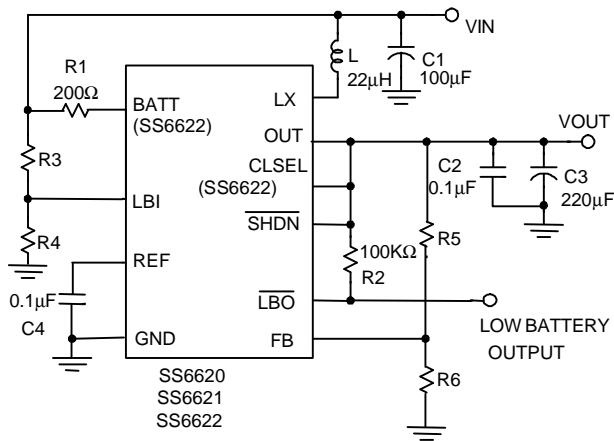 VIN
L
22µH
C1
100µF
R1
200Ω
BATT
(SS6622)
LX
OUT
VOUT
R3
CLSEL
(SS6622)
C2
0.1µF
C3
220µF
LBI
SHDN
R5
R4
100KΩ
R2
REF
0.1µF
C4
LBO
LOW BATTERY
OUTPUT
GND
FB
R6
SS6620
SS6621
SS6622